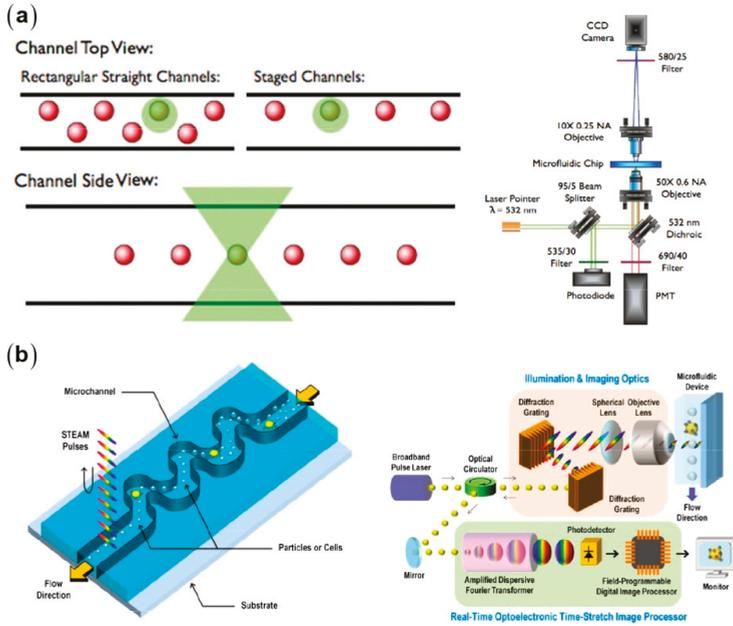 (a)
Channel Top View:
Rectangular Straight Channels:
Staged Channels:
Channel Side View:
CCD
Camera
580/25
Filter
10X 0.25 NA
Objective
Microfluidic Chip
95/5 Beam
Splitter
50X 0.6 NA
Objective
Laser Pointer
λ = 532 nm
532 nm
Dichroic
535/30
Filter
690/40
Filter
Photodiode
PMT
(b)
Microchannel
STEAM
Pulses
Particles or Cells
Flow
Direction
Substrate
Illumination & Imaging Optics
Microfluidic
Device
Diffraction
Grating
Spherical
Lens
Objective
Lens
Broadband
Pulse Laser
Optical
Circulator
Diffraction
Grating
Flow
Direction
Photodetector
Mirror
Amplified Dispersive
Fourier Transformer
Field-Programmable
Digital Image Processor
Monitor
Real-Time Optoelectronic Time-Stretch Image Processor